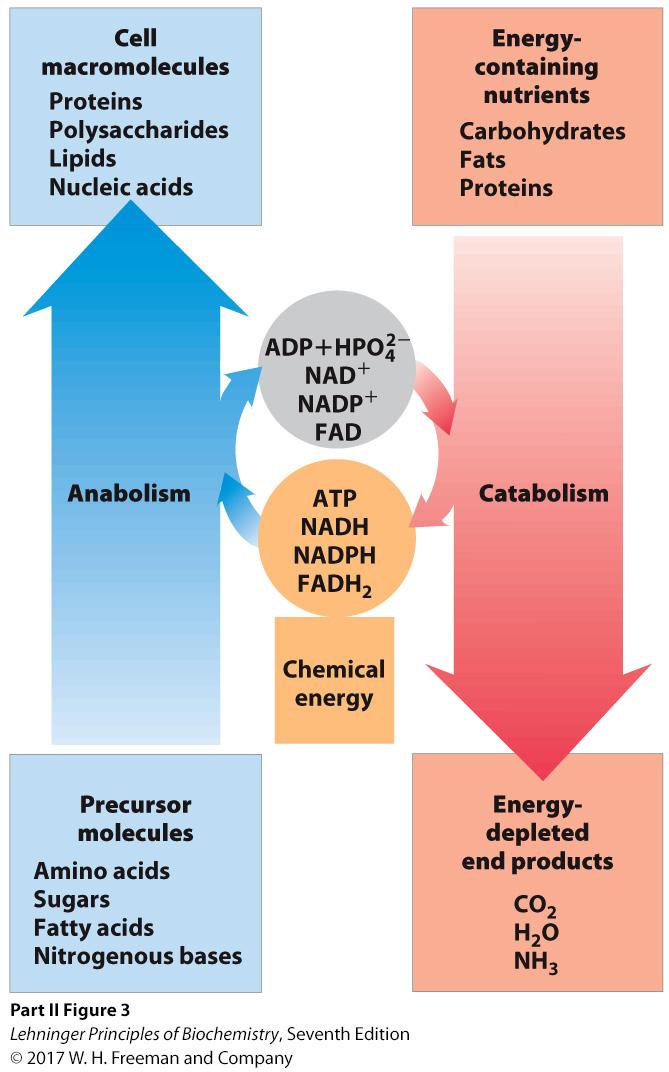 Cell
macromolecules
Proteins
Polysaccharides
Lipids
Nucleic acids
Energy-
containing
nutrients
Carbohydrates
Fats
Proteins
ADP+HPO₄²⁻
NAD⁺
NADP⁺
FAD
Anabolism
ATP
NADH
NADPH
FADH₂
Catabolism
Chemical
energy
Precursor
molecules
Amino acids
Sugars
Fatty acids
Nitrogenous bases
Energy-
depleted
end products
CO₂
H₂O
NH₃
Part II Figure 3
Lehninger Principles of Biochemistry, Seventh Edition
© 2017 W. H. Freeman and Company